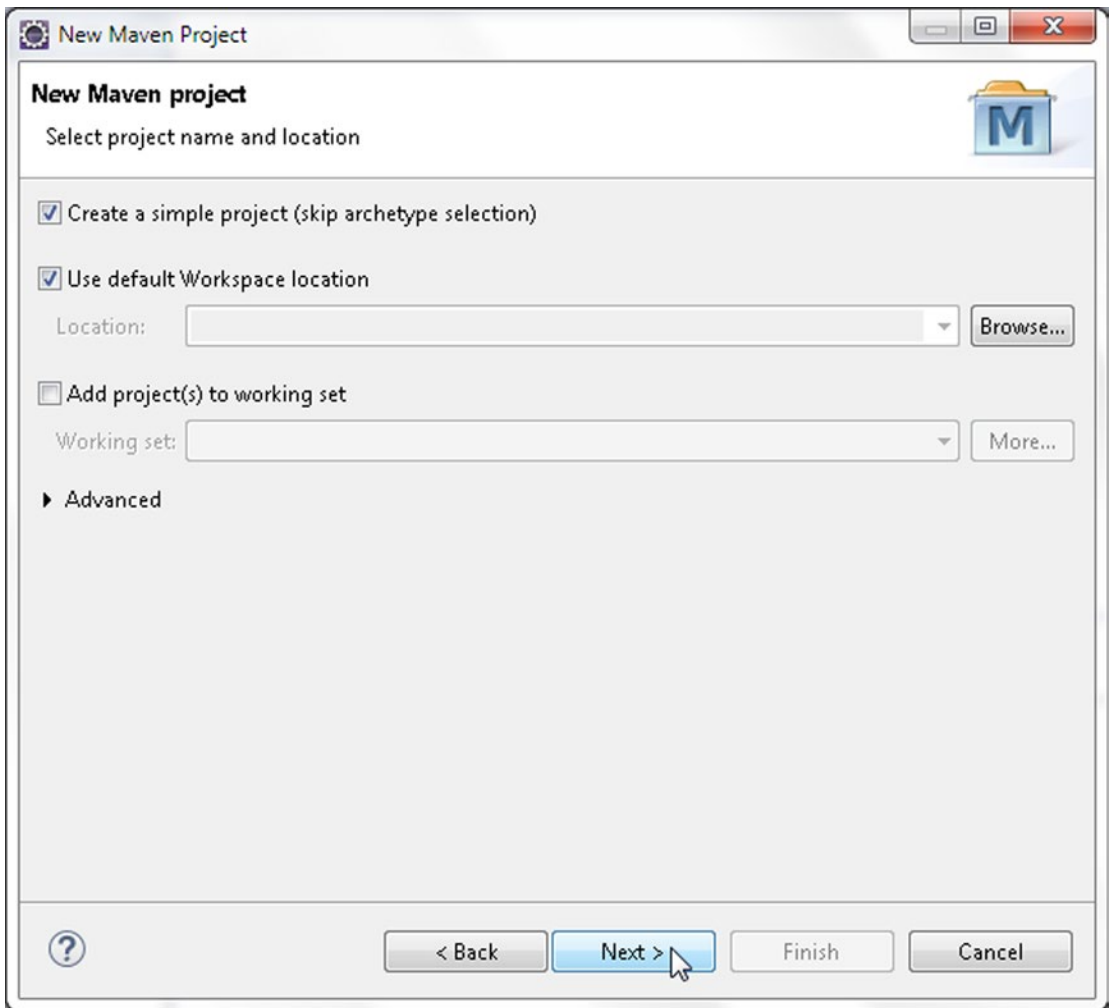 New Maven Project
New Maven project
Select project name and location
M
Create a simple project (skip archetype selection)
Use default Workspace location
Location:
Browse...
Add project(s) to working set
Working set:
More...
Advanced
?
< Back
Next >
Finish
Cancel